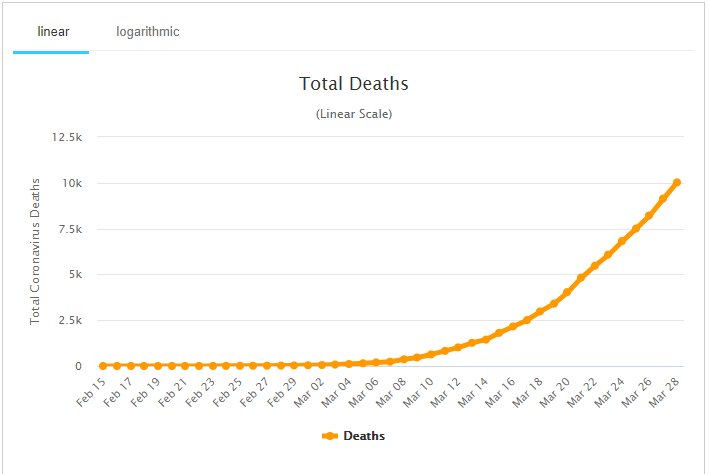 linear logarithmic
Total Deaths
(Linear Scale)
Total Coronavirus Deaths
12.5k
10k
7.5k
5k
2.5k
0
Feb 15 Feb 17 Feb 19 Feb 21 Feb 23 Feb 25 Feb 27 Feb 29 Mar 02 Mar 04 Mar 06 Mar 08 Mar 10 Mar 12 Mar 14 Mar 16 Mar 18 Mar 20 Mar 22 Mar 24 Mar 26 Mar 28
Deaths